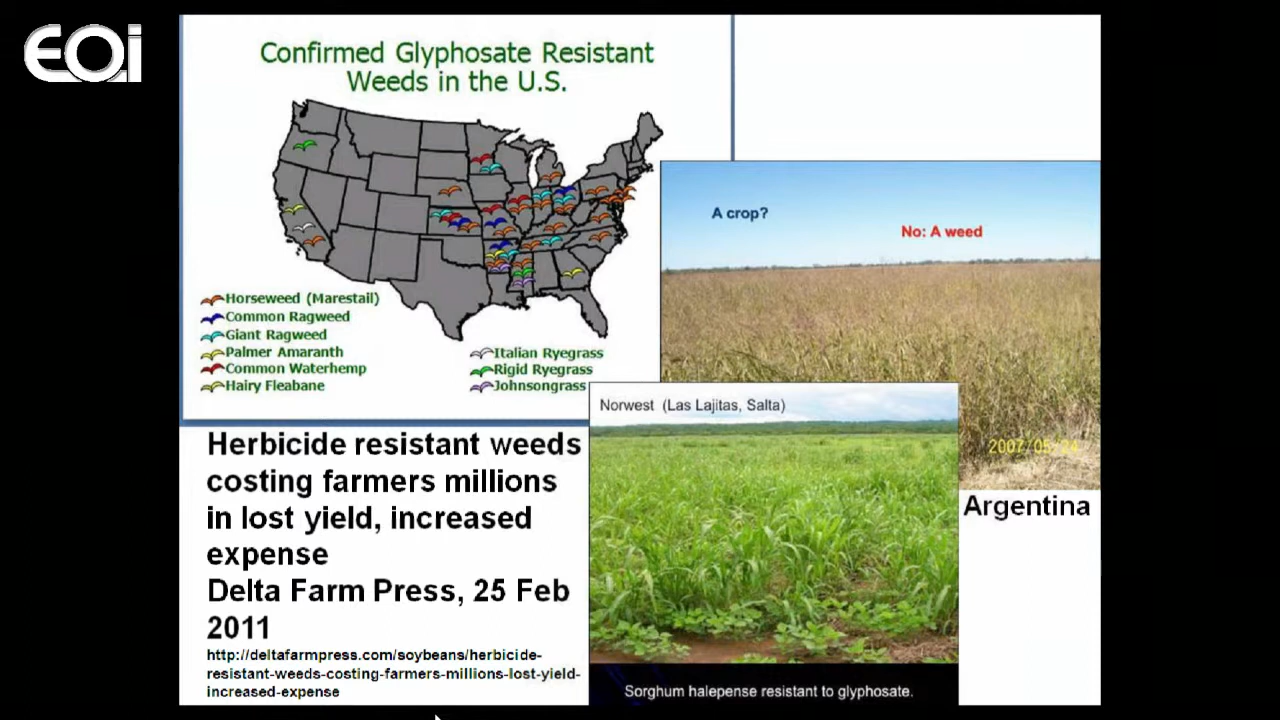 EOi
Confirmed Glyphosate Resistant
Weeds in the U.S.
Horseweed (Marestail)
Common Ragweed
Giant Ragweed
Palmer Amaranth
Common Waterhemp
Hairy Fleabane
Italian Ryegrass
Rigid Ryegrass
Johnsongrass
A crop?
No: A weed
2007/05/24
Argentina
Norwest (Las Lajitas, Salta)
Sorghum halepense resistant to glyphosate.
Herbicide resistant weeds
costing farmers millions
in lost yield, increased
expense
Delta Farm Press, 25 Feb
2011
http://deltafarmpress.com/soybeans/herbicide-
resistant-weeds-costing-farmers-millions-lost-yield-
increased-expense